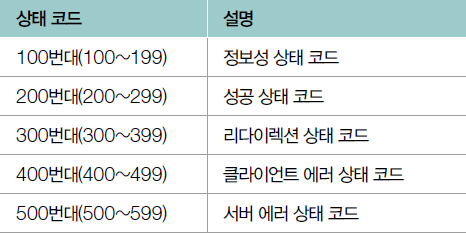 상태 코드 설명
100번대(100~199) 정보성 상태 코드
200번대(200~299) 성공 상태 코드
300번대(300~399) 리다이렉션 상태 코드
400번대(400~499) 클라이언트 에러 상태 코드
500번대(500~599) 서버 에러 상태 코드